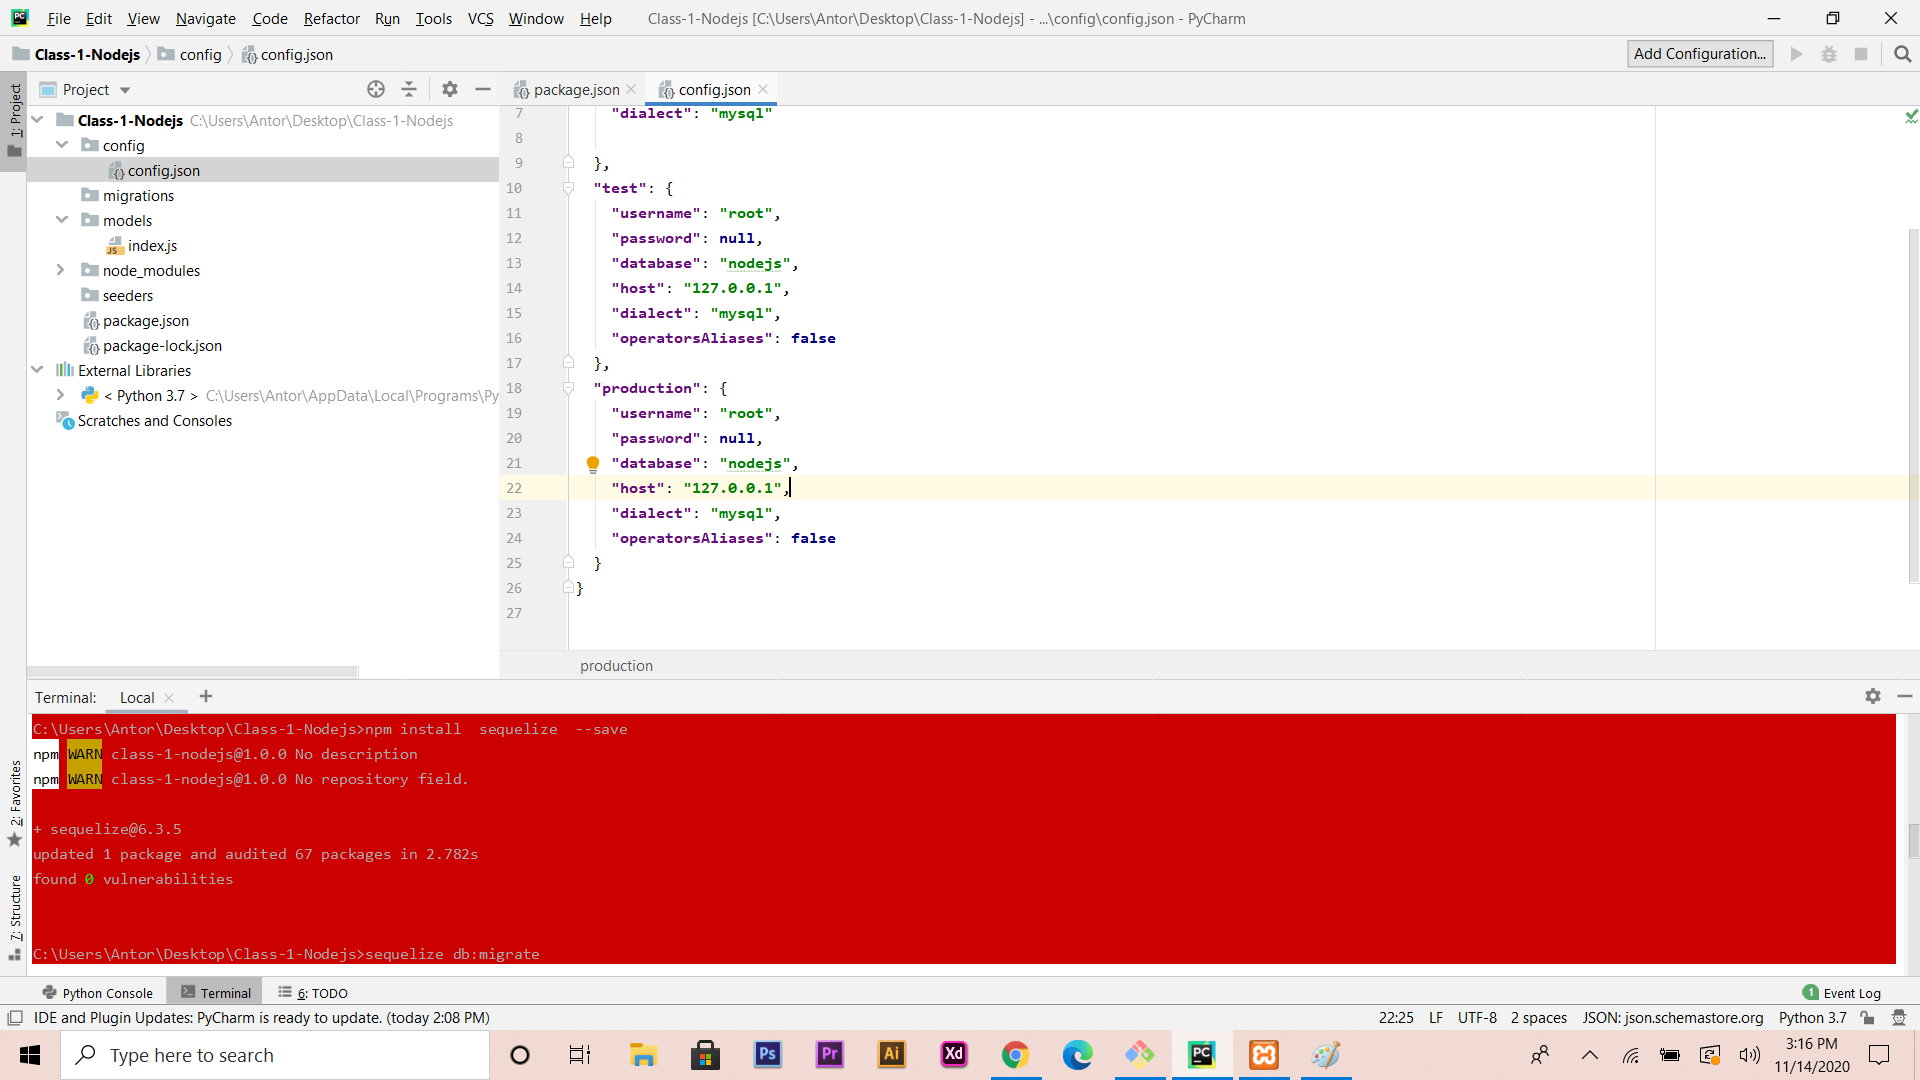 File Edit View Navigate Code Refactor Run Tools VCS Window Help Class-1-Nodejs [C:\Users\Antor\Desktop\Class-1-Nodejs] - ...\config\config.json - PyCharm
Class-1-Nodejs config config.json Add Configuration...
Project package.json config.json
1: Project
Class-1-Nodejs C:\Users\Antor\Desktop\Class-1-Nodejs
config
config.json
migrations
models
index.js
node_modules
seeders
package.json
package-lock.json
External Libraries
< Python 3.7 > C:\Users\Antor\AppData\Local\Programs\Py
Scratches and Consoles
7 "dialect": "mysql"
8
9 },
10 "test": {
11 "username": "root",
12 "password": null,
13 "database": "nodejs",
14 "host": "127.0.0.1",
15 "dialect": "mysql",
16 "operatorsAliases": false
17 },
18 "production": {
19 "username": "root",
20 "password": null,
21 "database": "nodejs",
22 "host": "127.0.0.1",
23 "dialect": "mysql",
24 "operatorsAliases": false
25 }
26 }
27
production
Terminal: Local
C:\Users\Antor\Desktop\Class-1-Nodejs>npm install  sequelize  --save
npm WARN class-1-nodejs@1.0.0 No description
npm WARN class-1-nodejs@1.0.0 No repository field.
+ sequelize@6.3.5
updated 1 package and audited 67 packages in 2.782s
found 0 vulnerabilities
C:\Users\Antor\Desktop\Class-1-Nodejs>sequelize db:migrate
2: Favorites
7: Structure
Python Console Terminal 6: TODO 1 Event Log
IDE and Plugin Updates: PyCharm is ready to update. (today 2:08 PM) 22:25 LF UTF-8 2 spaces JSON: json.schemastore.org Python 3.7
Type here to search Ps Pr Ai Xd PC 3:16 PM
11/14/2020